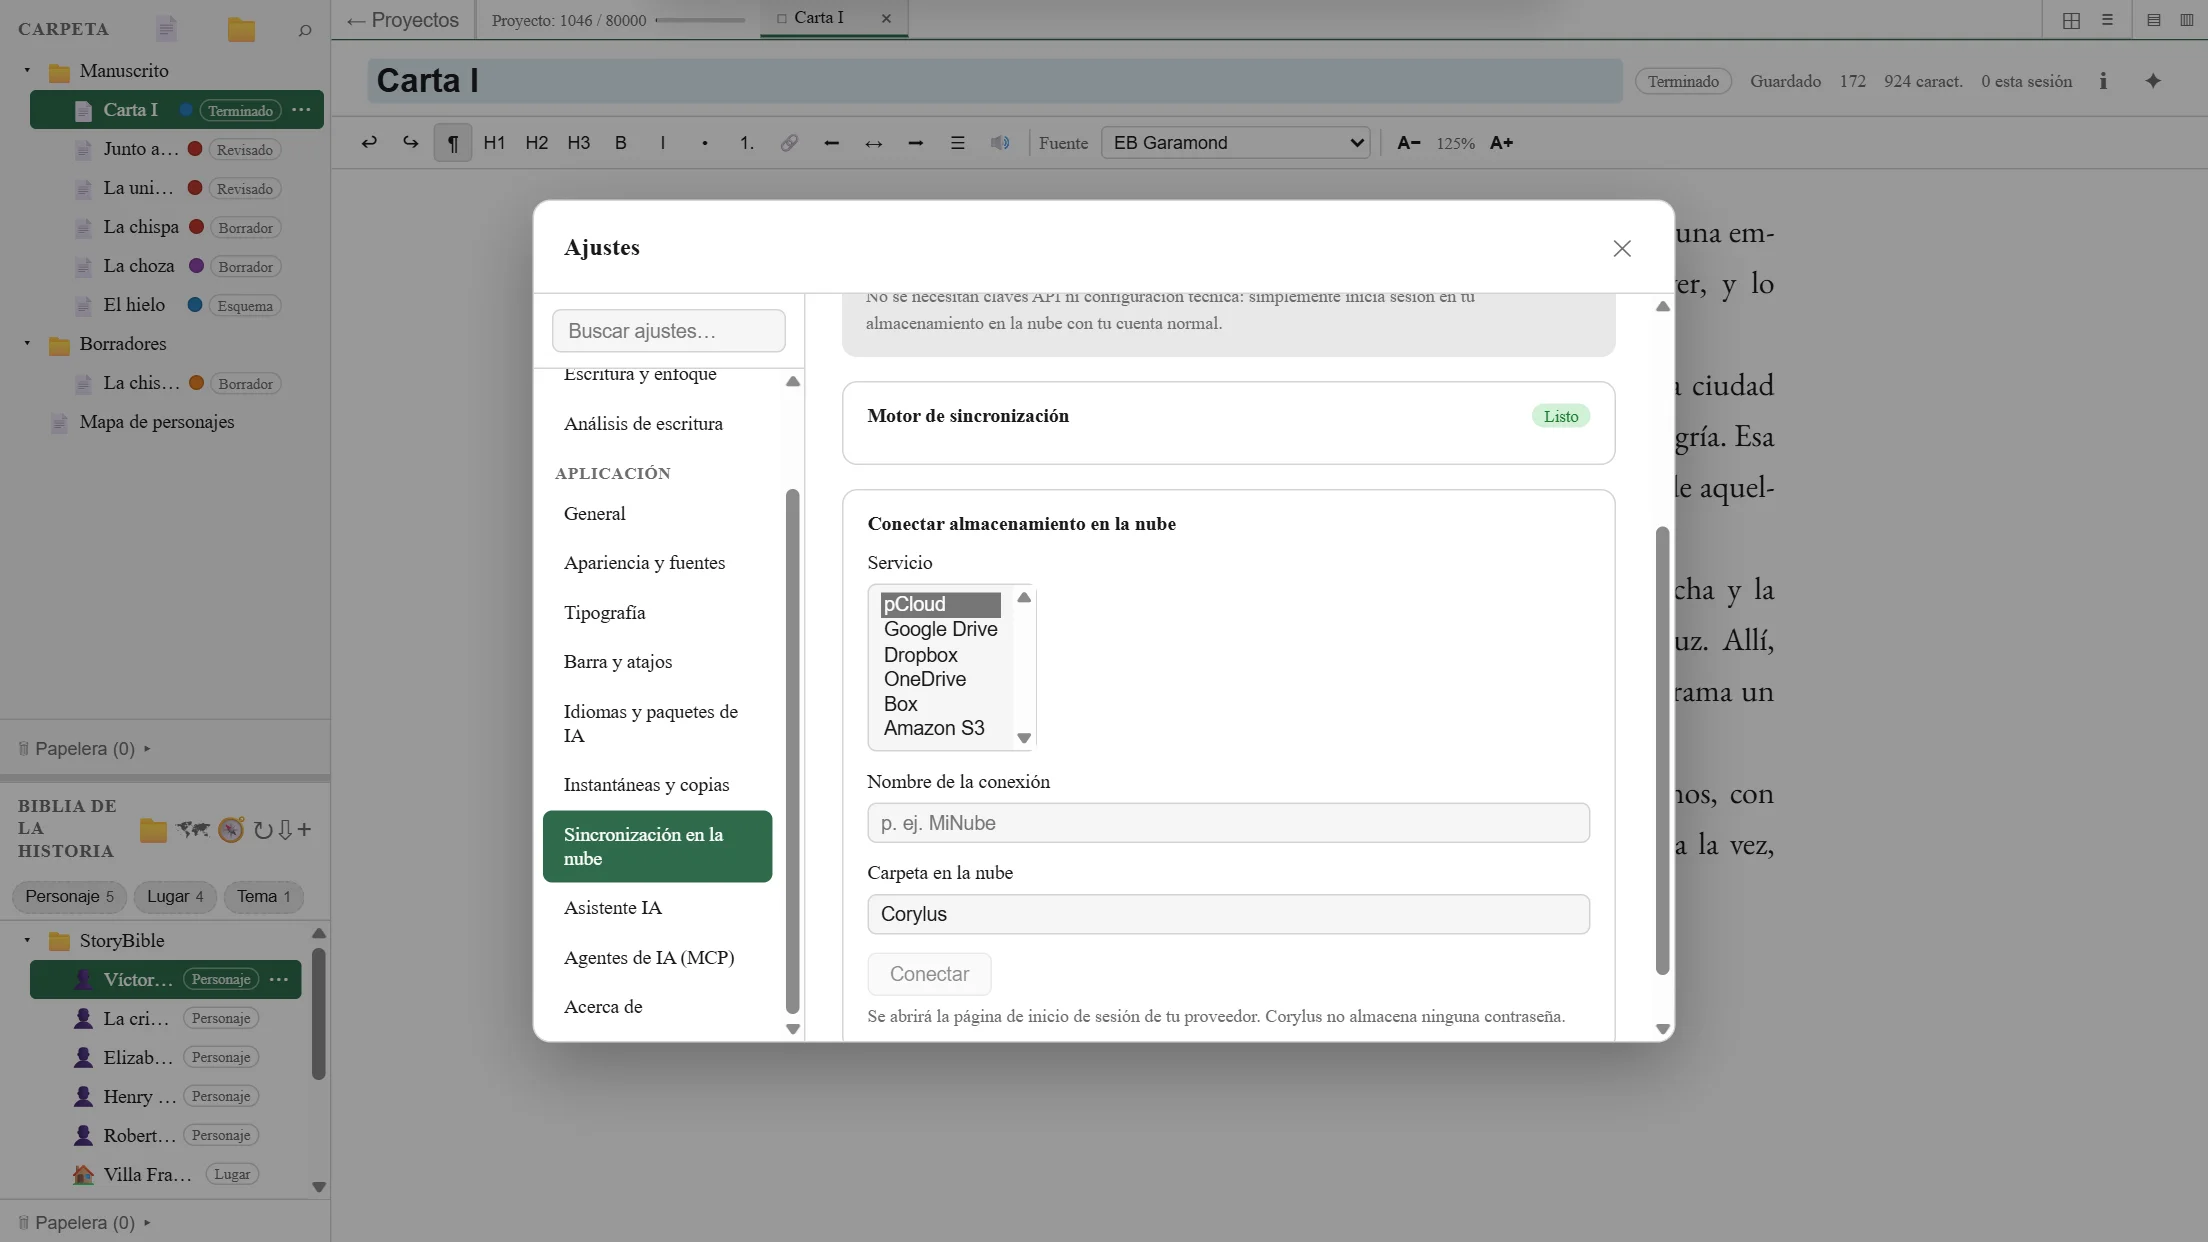 CARPETA
Manuscrito
Carta I Terminado
Junto a… Revisado
La uni… Revisado
La chispa Borrador
La choza Borrador
El hielo Esquema
Borradores
La chis… Borrador
Mapa de personajes
Papelera (0)
BIBLIA DE
LA
HISTORIA
Personaje 5 Lugar 4 Tema 1
StoryBible
Víctor… Personaje
La cri… Personaje
Elizab… Personaje
Henry … Personaje
Robert… Personaje
Villa Fra… Lugar
Papelera (0)
← Proyectos
Proyecto: 1046 / 80000
Carta I
Carta I
Terminado Guardado 172 924 caract. 0 esta sesión
¶ H1 H2 H3 B I • 1. Fuente EB Garamond A− 125% A+
Ajustes
Buscar ajustes…
Escritura y enfoque
Análisis de escritura
APLICACIÓN
General
Apariencia y fuentes
Tipografía
Barra y atajos
Idiomas y paquetes de
IA
Instantáneas y copias
Sincronización en la
nube
Asistente IA
Agentes de IA (MCP)
Acerca de
No se necesitan claves API ni configuración técnica: simplemente inicia sesión en tu
almacenamiento en la nube con tu cuenta normal.
Motor de sincronización Listo
Conectar almacenamiento en la nube
Servicio
pCloud
Google Drive
Dropbox
OneDrive
Box
Amazon S3
Nombre de la conexión
p. ej. MiNube
Carpeta en la nube
Corylus
Conectar
Se abrirá la página de inicio de sesión de tu proveedor. Corylus no almacena ninguna contraseña.
una em-
er, y lo
a ciudad
gría. Esa
de aquel-
cha y la
uz. Allí,
rama un
nos, con
a la vez,